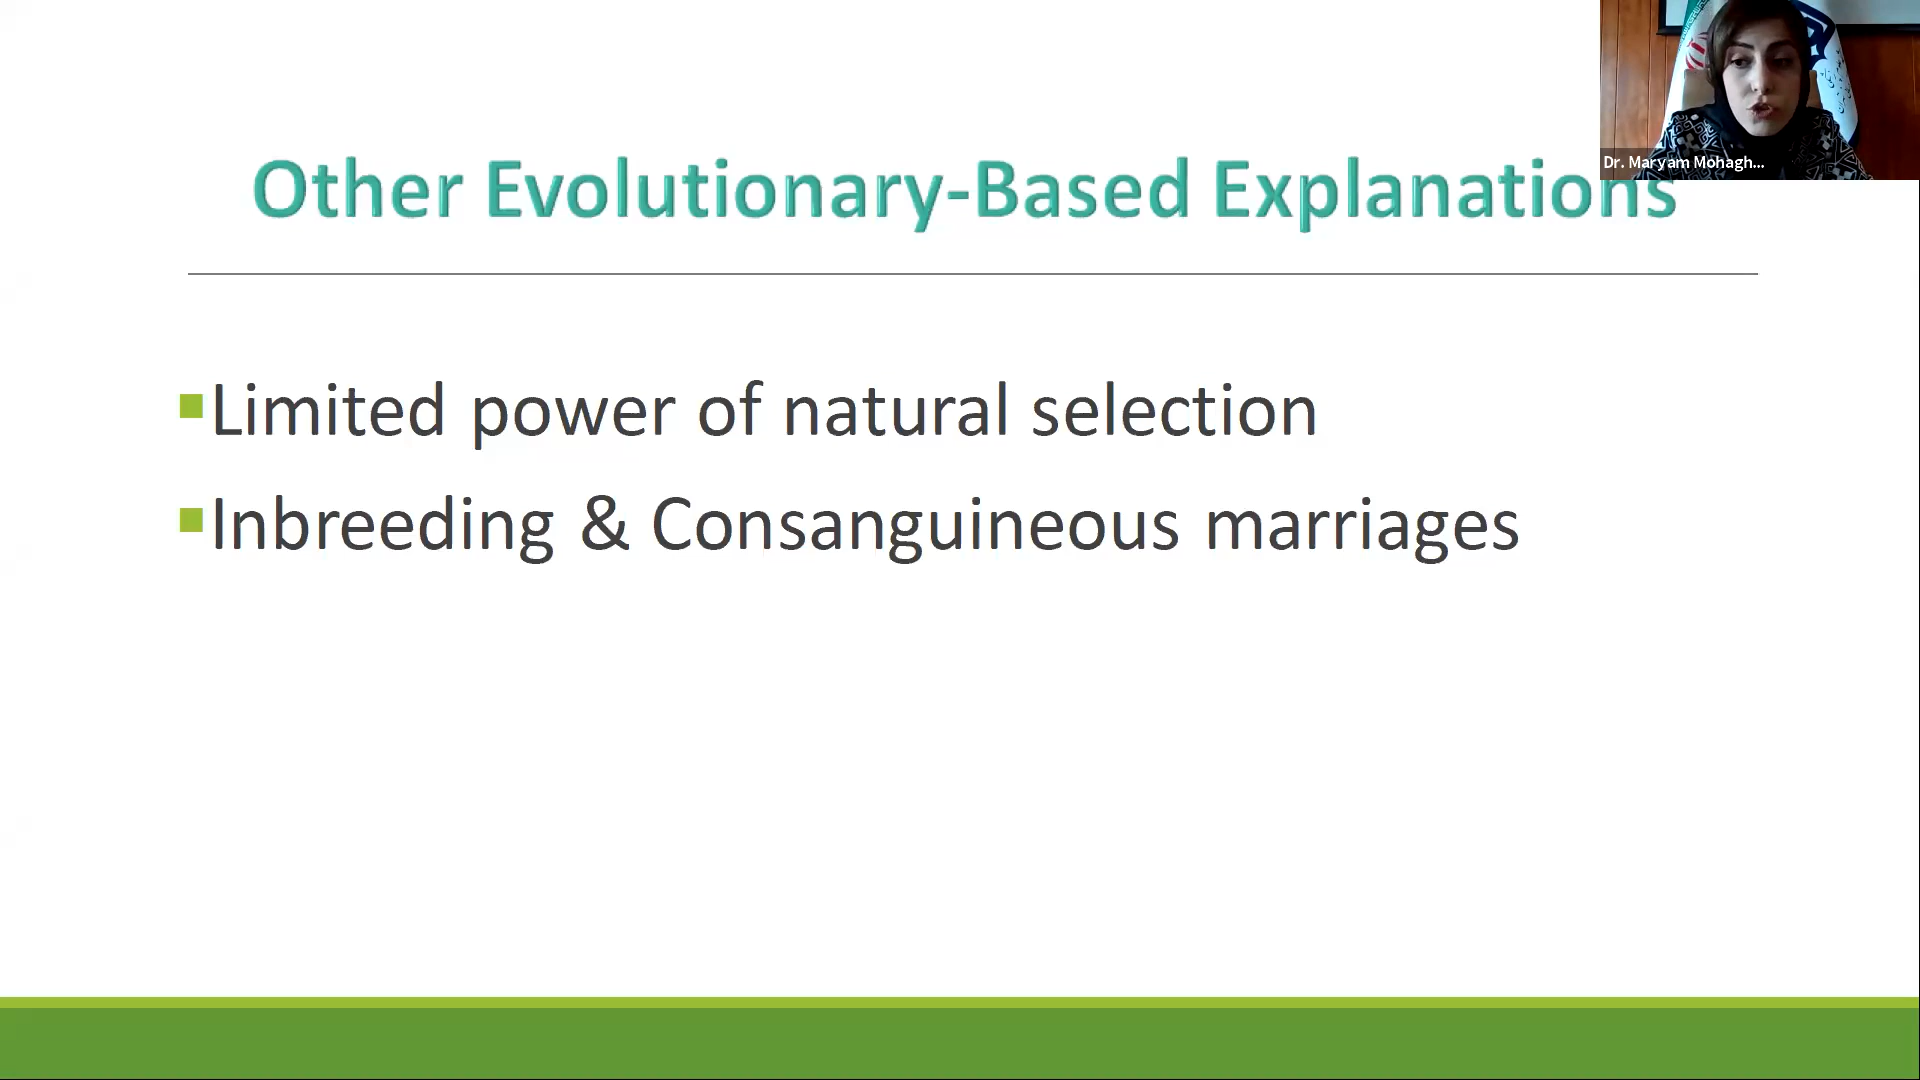 Dr. Maryam Mohagh...
Other Evolutionary-Based Explanations
Limited power of natural selection
Inbreeding & Consanguineous marriages